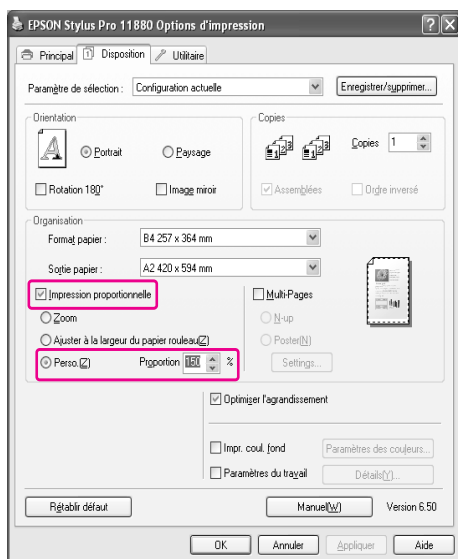 EPSON Stylus Pro 11880 Options d'impression
Principal Disposition Utilitaire
Paramètre de sélection : Configuration actuelle Enregistrer/supprimer...
Orientation Copies
A Portrait Paysage Copies 1
Rotation 180° Image miroir Assemblées Ordre inversé
Organisation
Format papier : B4 257 x 364 mm
Sortie papier : A2 420 x 594 mm
Impression proportionnelle Multi-Pages
Zoom N-up
Ajuster à la largeur du papier rouleau(Z) Poster(N)
Perso.(Z) Proportion 150 % Settings...
Optimiser l'agrandissement
Impr. coul. fond Paramètres des couleurs...
Paramètres du travail Détails(Y)...
Rétablir défaut Manuel(W) Version 6.50
OK Annuler Appliquer Aide